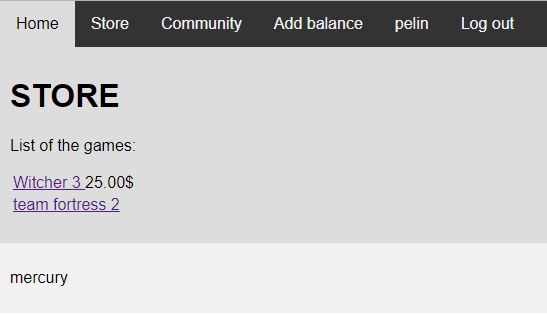 Home Store Community Add balance pelin Log out
STORE
List of the games:
Witcher 3 25.00$
team fortress 2
mercury